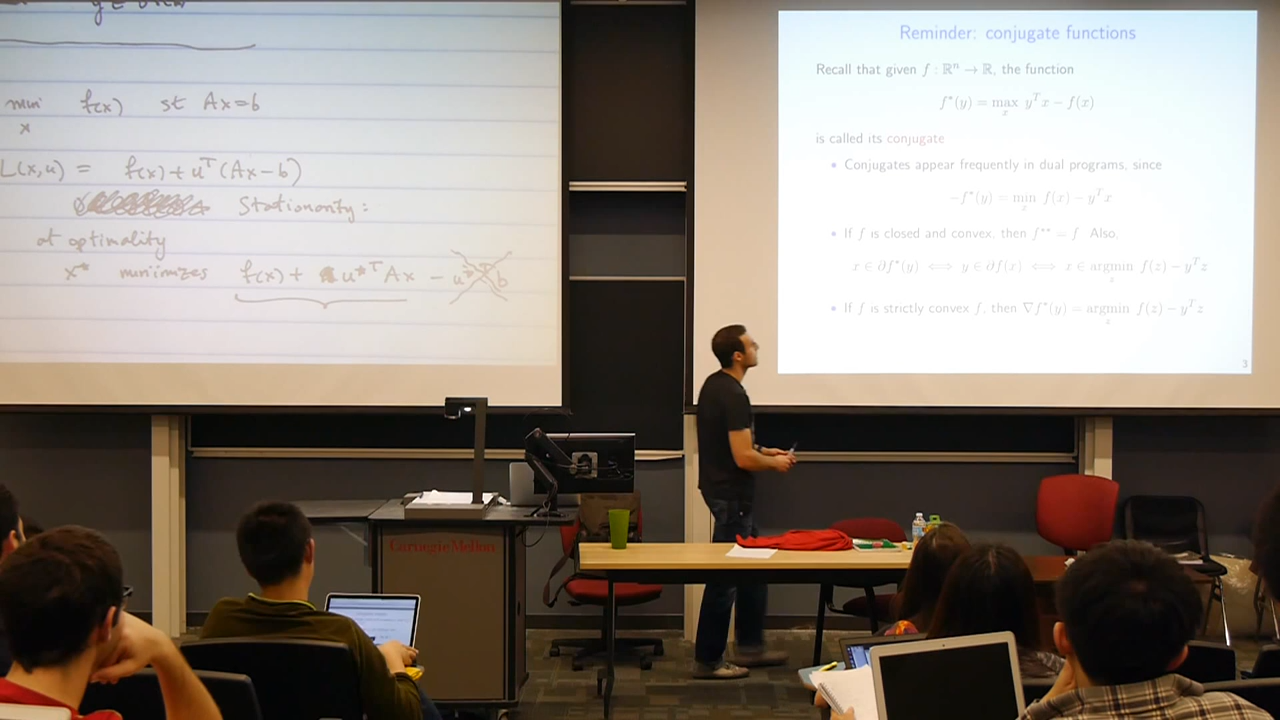 min f(x) st Ax=b
x
L(x,u) = f(x) + u^T (Ax-b)
Stationarity:
at optimality
x* minimizes f(x) + u*^T Ax -
Reminder: conjugate functions
Recall that given f : ℝ^n → ℝ, the function
f*(y) = max_x y^T x − f(x)
is called its conjugate
• Conjugates appear frequently in dual programs, since
−f*(y) = min_x f(x) − y^T x
• If f is closed and convex, then f** = f. Also,
x ∈ ∂f*(y) ⟺ y ∈ ∂f(x) ⟺ x ∈ argmin_z f(z) − y^T z
• If f is strictly convex f, then ∇f*(y) = argmin_z f(z) − y^T z
3
Carnegie Mellon